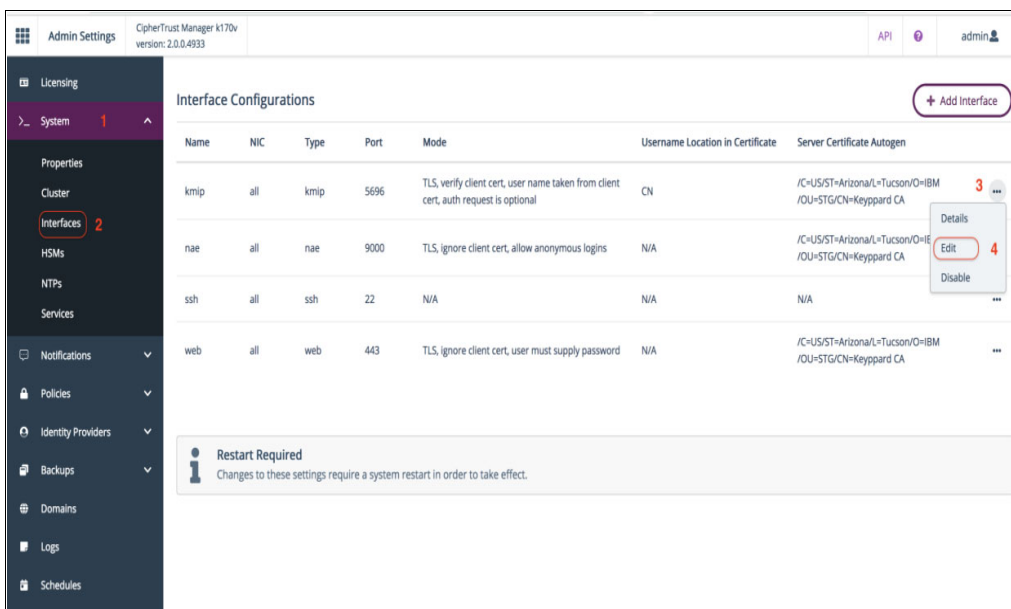 Admin Settings
CipherTrust Manager k170v
version: 2.0.0.4933
API
admin
Licensing
>_ System 1
Properties
Cluster
Interfaces 2
HSMs
NTPs
Services
Notifications
Policies
Identity Providers
Backups
Domains
Logs
Schedules
Interface Configurations
+ Add Interface
Name NIC Type Port Mode Username Location in Certificate Server Certificate Autogen
kmip all kmip 5696 TLS, verify client cert, user name taken from client CN /C=US/ST=Arizona/L=Tucson/O=IBM 3 ...
cert, auth request is optional /OU=STG/CN=Keyppard CA
Details
nae all nae 9000 TLS, ignore client cert, allow anonymous logins N/A /C=US/ST=Arizona/L=Tucson/O=IB
/OU=STG/CN=Keyppard CA
Edit 4
Disable
ssh all ssh 22 N/A N/A N/A ...
web all web 443 TLS, ignore client cert, user must supply password N/A /C=US/ST=Arizona/L=Tucson/O=IBM ...
/OU=STG/CN=Keyppard CA
Restart Required
Changes to these settings require a system restart in order to take effect.